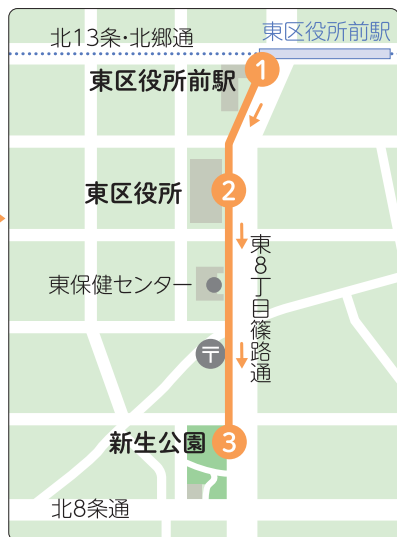 北13条・北郷通
東区役所前駅
東区役所前駅
1
2
東区役所
東8丁目篠路通
東保健センター
〒
新生公園
3
北8条通